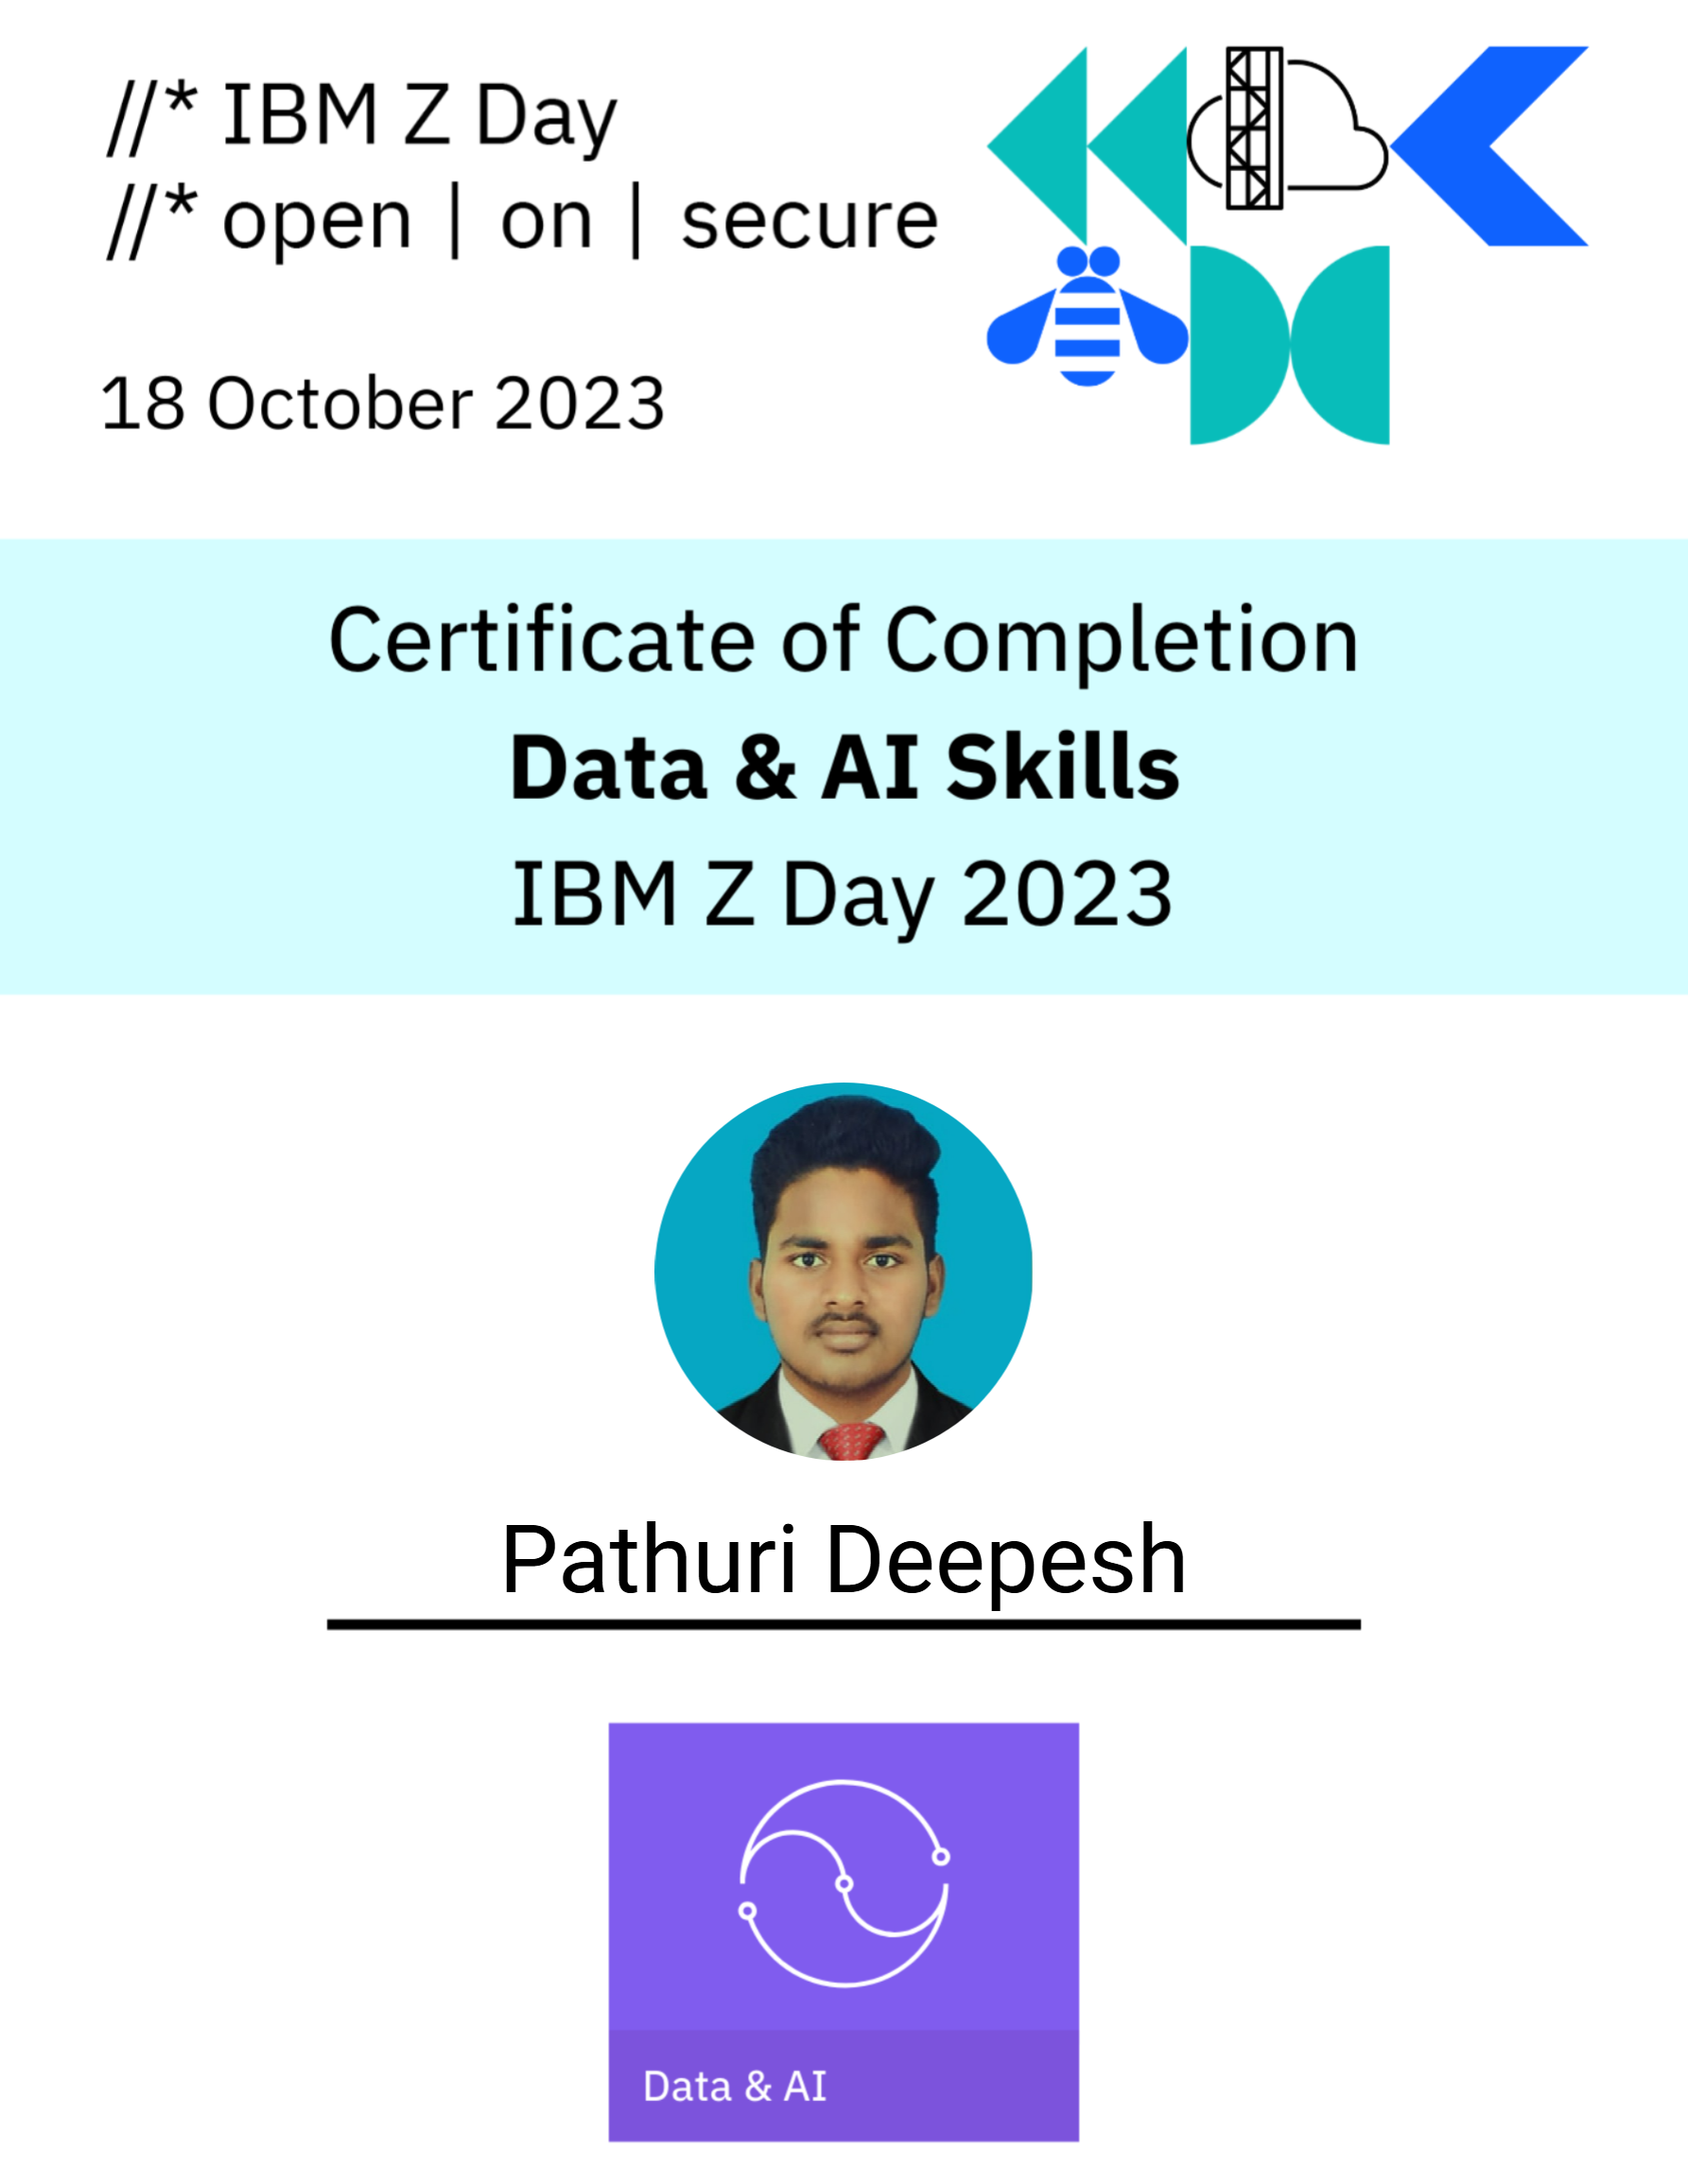 //* IBM Z Day
//* open | on | secure
18 October 2023
Certificate of Completion
Data & AI Skills
IBM Z Day 2023
Pathuri Deepesh
Data & AI